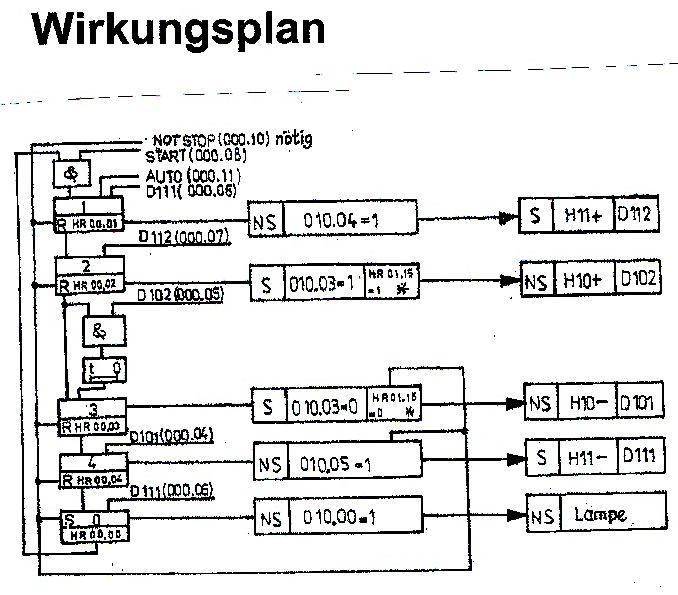 Wirkungsplan
NOT STOP (000.10) nötig
START (000.08)
&
AUTO (000.11)
D111 (000.06)
1
R HR 00,01
NS 010.04=1
S H11+ D112
D112 (000.07)
2
R HR 00,02
S 010.03=1 HR 01.15 =1 *
NS H10+ D102
D102 (000.05)
&
t 0
3
R HR 00,03
S 010.03=0 HR 01.15 =0 *
NS H10- D101
D101 (000.04)
4
R HR 00,04
NS 010.05=1
S H11- D111
D111 (000.06)
S 0
HR 00,00
NS 010.00=1
NS Lampe